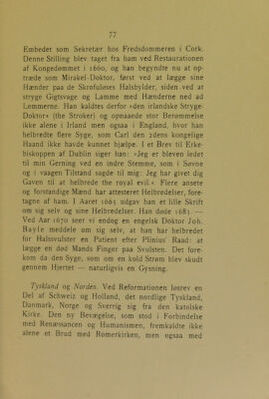 77
Embedet som Sekretær hos Fredsdommeren i Cork.
Denne Stilling blev taget fra ham ved Restaurationen
af Kongedømmet i 1660, og han begyndte nu at op-
træde som Mirakel-Doktor, først ved at lægge sine
Hænder paa de Skrofuløses Halsbylder, siden ved at
stryge Gigtsvage og Lamme med Hænderne ned ad
Lemmerne. Han kaldtes derfor »den irlandske Stryge-
Doktor« (the Stroker) og opnaaede stor Berømmelse
ikke alene i Irland men ogsaa i England, hvor han
helbredte flere Syge, som Carl den 2dens kongelige
Haand ikke havde kunnet hjælpe. I et Brev til Erke-
biskoppen af Dublin siger han: »Jeg er bleven ledet
til min Gerning ved en indre Stemme, som i Søvne
og i vaagen Tilstand sagde til mig: Jeg har givet dig
Gaven til at helbrede the royal evil.« Flere ansete
og forstandige Mænd har attesteret Helbredelser, fore-
tagne af ham. I Aaret 1665 udgav han et lille Skrift
om sig selv og sine Helbredelser. Han døde 1683. —
Ved Aar 1670 seer vi endog en engelsk Doktor Joh.
Bayle meddele om sig selv, at han har helbredet
for Halssvulster en Patient efter Plinius' Raad: at
lægge en død Mands Finger paa Svulsten. Det fore-
kom da den Syge, som om en kold Strøm blev skudt
gennem Hjertet — naturligvis en Gysning.
Tyskland og Norden. Ved Reformationen løsrev en
Del af Schweiz og Holland, det nordlige Tyskland,
Danmark, Norge og Sverrig sig fra den katolske
Kirke. Den ny Bevægelse, som stod i Forbindelse
med Renæssancen og Humanismen, fremkaldte ikke
alene et Brud med Romerkirken, men ogsaa med